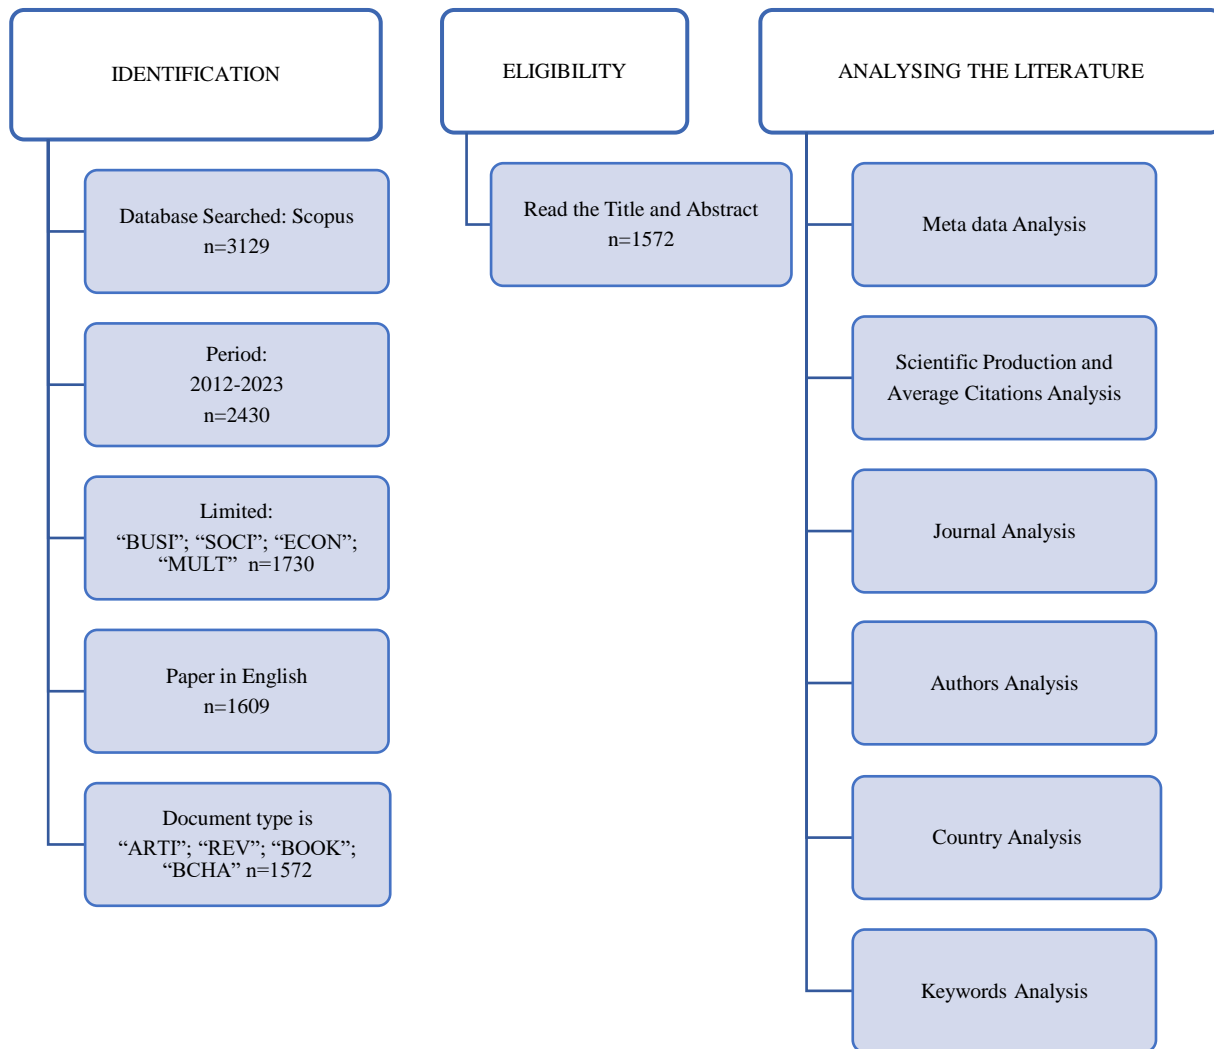 IDENTIFICATION
Database Searched: Scopus
n=3129
Period:
2012-2023
n=2430
Limited:
“BUSI”; “SOCI”; “ECON”;
“MULT” n=1730
Paper in English
n=1609
Document type is
“ARTI”; “REV”; “BOOK”;
“BCHA” n=1572
ELIGIBILITY
Read the Title and Abstract
n=1572
ANALYSING THE LITERATURE
Meta data Analysis
Scientific Production and
Average Citations Analysis
Journal Analysis
Authors Analysis
Country Analysis
Keywords Analysis